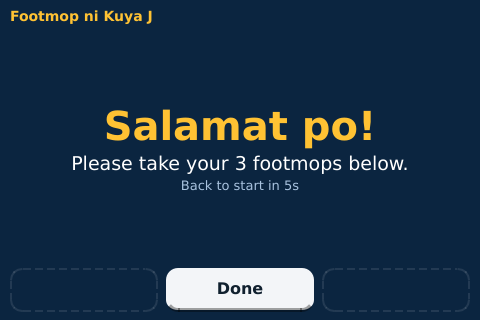 Footmop ni Kuya J
Salamat po!
Please take your 3 footmops below.
Back to start in 5s
Done